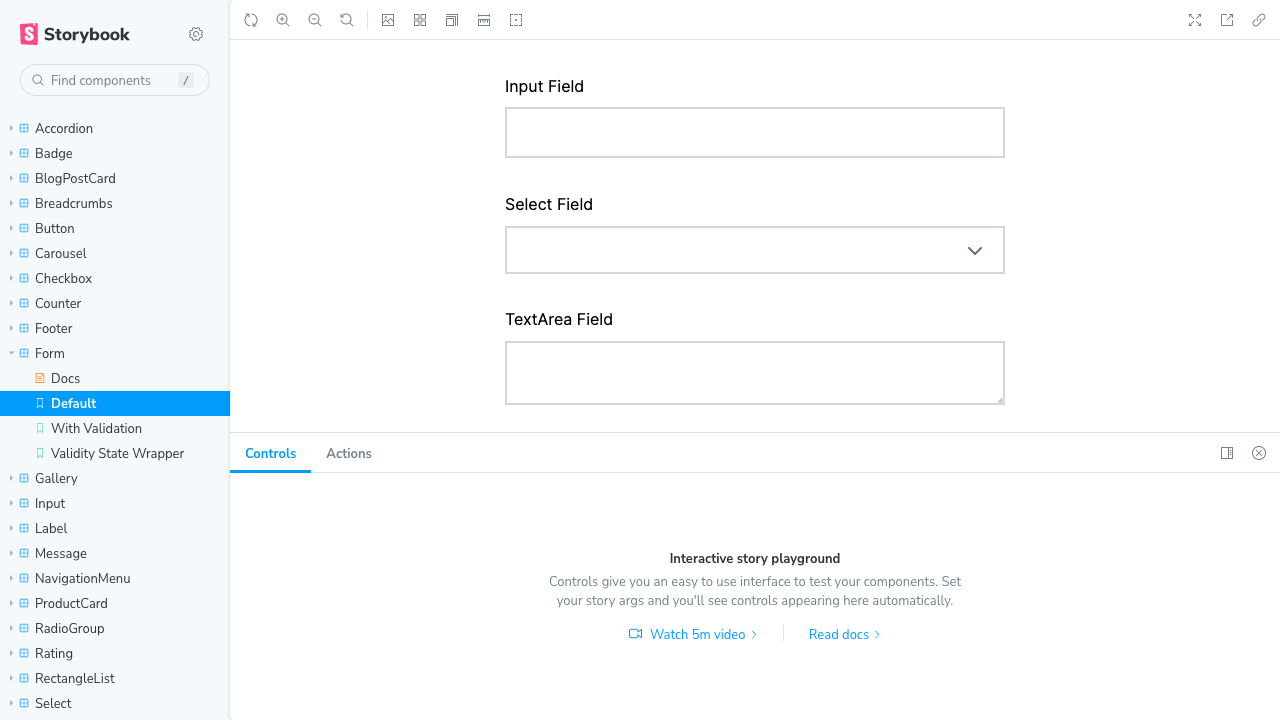 Storybook
Find components /
Accordion
Badge
BlogPostCard
Breadcrumbs
Button
Carousel
Checkbox
Counter
Footer
Form
Docs
Default
With Validation
Validity State Wrapper
Gallery
Input
Label
Message
NavigationMenu
ProductCard
RadioGroup
Rating
RectangleList
Select
Input Field
Select Field
TextArea Field
Controls Actions
Interactive story playground
Controls give you an easy to use interface to test your components. Set
your story args and you'll see controls appearing here automatically.
Watch 5m video Read docs